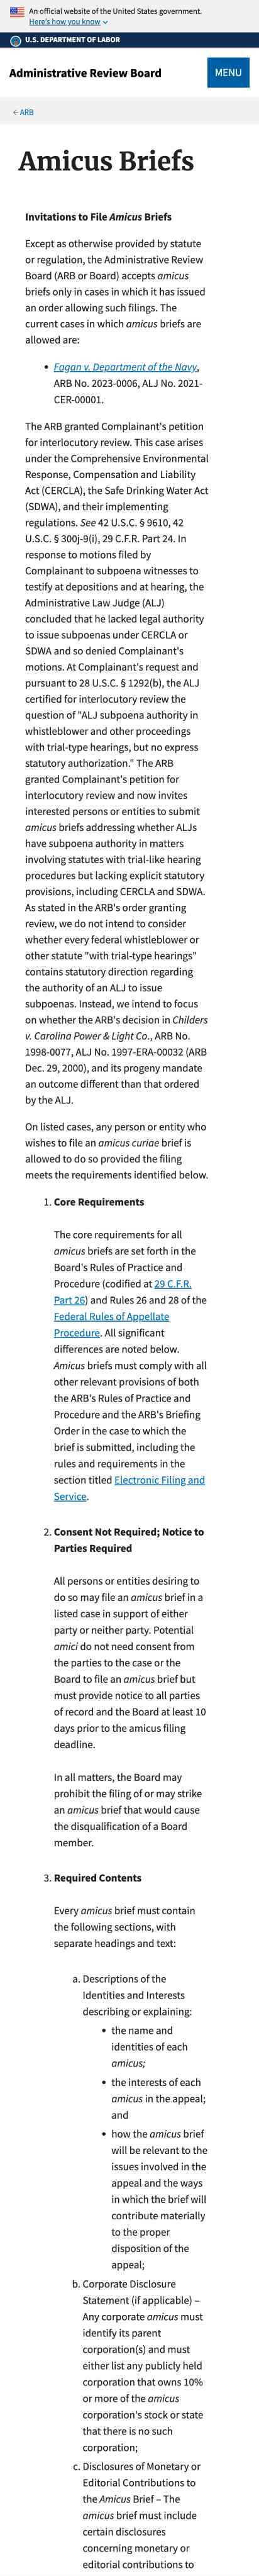 An official website of the United States government.
Here's how you know
U.S. DEPARTMENT OF LABOR
Administrative Review Board
MENU
← ARB
Amicus Briefs
Invitations to File Amicus Briefs
Except as otherwise provided by statute
or regulation, the Administrative Review
Board (ARB or Board) accepts amicus
briefs only in cases in which it has issued
an order allowing such filings. The
current cases in which amicus briefs are
allowed are:
• Fagan v. Department of the Navy,
ARB No. 2023-0006, ALJ No. 2021-
CER-00001.
The ARB granted Complainant's petition
for interlocutory review. This case arises
under the Comprehensive Environmental
Response, Compensation and Liability
Act (CERCLA), the Safe Drinking Water Act
(SDWA), and their implementing
regulations. See 42 U.S.C. § 9610, 42
U.S.C. § 300j-9(i), 29 C.F.R. Part 24. In
response to motions filed by
Complainant to subpoena witnesses to
testify at depositions and at hearing, the
Administrative Law Judge (ALJ)
concluded that he lacked legal authority
to issue subpoenas under CERCLA or
SDWA and so denied Complainant's
motions. At Complainant's request and
pursuant to 28 U.S.C. § 1292(b), the ALJ
certified for interlocutory review the
question of "ALJ subpoena authority in
whistleblower and other proceedings
with trial-type hearings, but no express
statutory authorization." The ARB
granted Complainant's petition for
interlocutory review and now invites
interested persons or entities to submit
amicus briefs addressing whether ALJs
have subpoena authority in matters
involving statutes with trial-like hearing
procedures but lacking explicit statutory
provisions, including CERCLA and SDWA.
As stated in the ARB's order granting
review, we do not intend to consider
whether every federal whistleblower or
other statute "with trial-type hearings"
contains statutory direction regarding
the authority of an ALJ to issue
subpoenas. Instead, we intend to focus
on whether the ARB's decision in Childers
v. Carolina Power & Light Co., ARB No.
1998-0077, ALJ No. 1997-ERA-00032 (ARB
Dec. 29, 2000), and its progeny mandate
an outcome different than that ordered
by the ALJ.
On listed cases, any person or entity who
wishes to file an amicus curiae brief is
allowed to do so provided the filing
meets the requirements identified below.
1. Core Requirements
The core requirements for all
amicus briefs are set forth in the
Board's Rules of Practice and
Procedure (codified at 29 C.F.R.
Part 26) and Rules 26 and 28 of the
Federal Rules of Appellate
Procedure. All significant
differences are noted below.
Amicus briefs must comply with all
other relevant provisions of both
the ARB's Rules of Practice and
Procedure and the ARB's Briefing
Order in the case to which the
brief is submitted, including the
rules and requirements in the
section titled Electronic Filing and
Service.
2. Consent Not Required; Notice to
Parties Required
All persons or entities desiring to
do so may file an amicus brief in a
listed case in support of either
party or neither party. Potential
amici do not need consent from
the parties to the case or the
Board to file an amicus brief but
must provide notice to all parties
of record and the Board at least 10
days prior to the amicus filing
deadline.
In all matters, the Board may
prohibit the filing of or may strike
an amicus brief that would cause
the disqualification of a Board
member.
3. Required Contents
Every amicus brief must contain
the following sections, with
separate headings and text:
a. Descriptions of the
Identities and Interests
describing or explaining:
• the name and
identities of each
amicus;
• the interests of each
amicus in the appeal;
and
• how the amicus brief
will be relevant to the
issues involved in the
appeal and the ways
in which the brief will
contribute materially
to the proper
disposition of the
appeal;
b. Corporate Disclosure
Statement (if applicable) –
Any corporate amicus must
identify its parent
corporation(s) and must
either list any publicly held
corporation that owns 10%
or more of the amicus
corporation's stock or state
that there is no such
corporation;
c. Disclosures of Monetary or
Editorial Contributions to
the Amicus Brief – The
amicus brief must include
certain disclosures
concerning monetary or
editorial contributions to